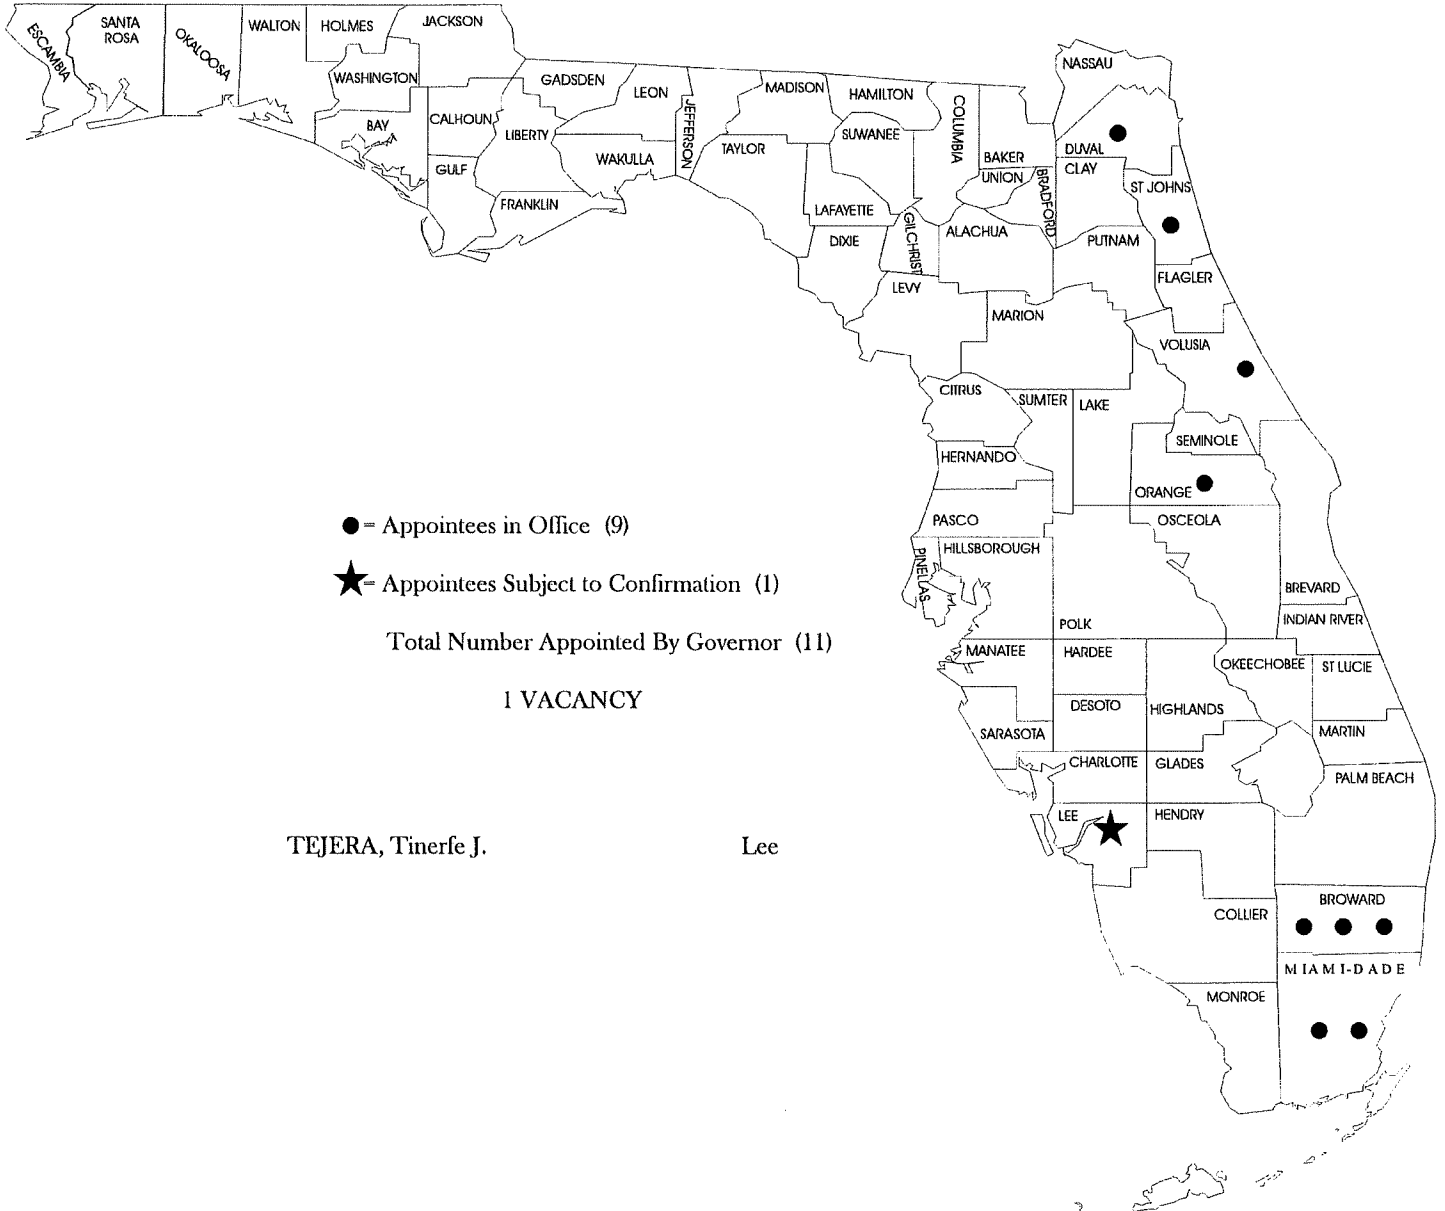 ESCAMBIA
SANTA
ROSA
OKALOOSA
WALTON
HOLMES
JACKSON
WASHINGTON
BAY
CALHOUN
GULF
GADSDEN
LIBERTY
FRANKLIN
LEON
WAKULLA
JEFFERSON
MADISON
TAYLOR
HAMILTON
SUWANEE
LAFAYETTE
DIXIE
COLUMBIA
GILCHRIST
BAKER
UNION
BRADFORD
ALACHUA
LEVY
NASSAU
DUVAL
CLAY
ST JOHNS
PUTNAM
FLAGLER
MARION
VOLUSIA
CITRUS
SUMTER
LAKE
SEMINOLE
HERNANDO
ORANGE
PASCO
OSCEOLA
HILLSBOROUGH
PINELLAS
BREVARD
INDIAN RIVER
POLK
MANATEE
HARDEE
OKEECHOBEE
ST LUCIE
DESOTO
HIGHLANDS
SARASOTA
MARTIN
CHARLOTTE
GLADES
PALM BEACH
LEE
HENDRY
BROWARD
COLLIER
MIAMI-DADE
MONROE
= Appointees in Office (9)
= Appointees Subject to Confirmation (1)
Total Number Appointed By Governor (11)
1 VACANCY
TEJERA, Tinerfe J. Lee